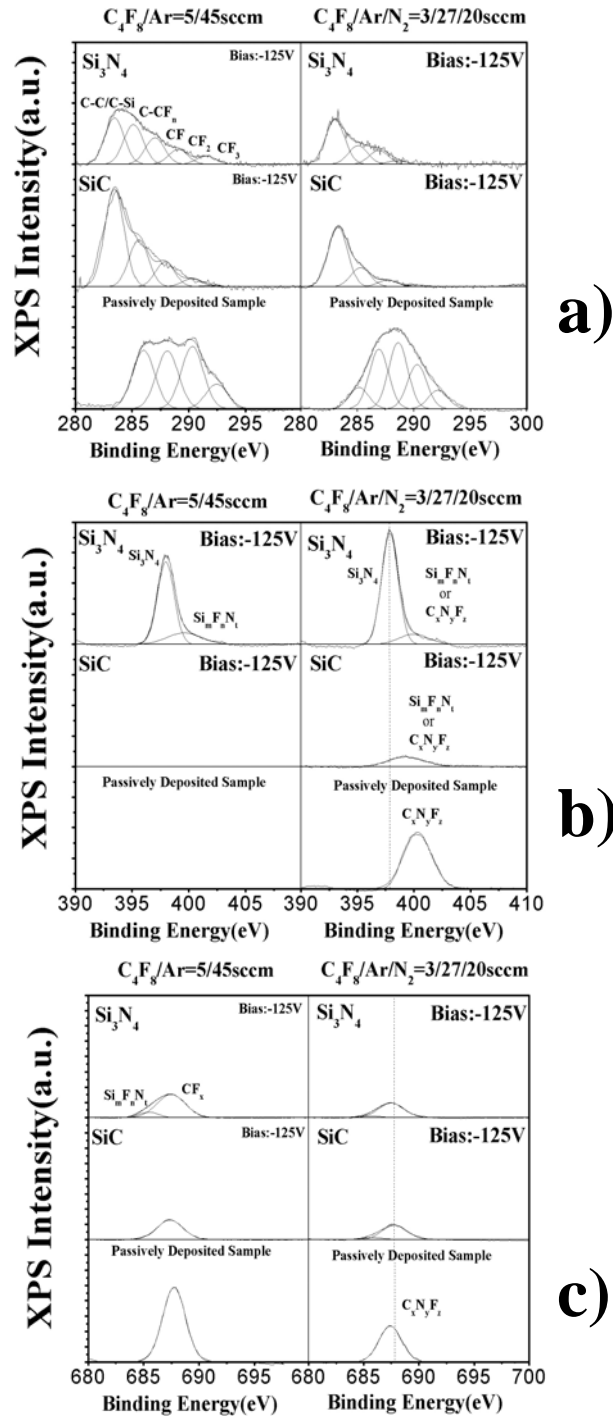 C₄F₈/Ar=5/45sccm C₄F₈/Ar/N₂=3/27/20sccm
Si₃N₄ Bias:-125V Si₃N₄ Bias:-125V
C-C/C-Si C-CFₙ CF CF₂ CF₃
SiC Bias:-125V SiC Bias:-125V
Passively Deposited Sample Passively Deposited Sample
XPS Intensity(a.u.)
a)
280 285 290 295 280 285 290 295 300
Binding Energy(eV) Binding Energy(eV)
C₄F₈/Ar=5/45sccm C₄F₈/Ar/N₂=3/27/20sccm
Si₃N₄ Bias:-125V Si₃N₄ Bias:-125V
Si₃N₄ SiₘFₙNₜ Si₃N₄ SiₘFₙNₜ
or
CₓNᵧF_z
SiC Bias:-125V SiC Bias:-125V
SiₘFₙNₜ
or
CₓNᵧF_z
Passively Deposited Sample Passively Deposited Sample
CₓNᵧF_z
XPS Intensity(a.u.)
b)
390 395 400 405 390 395 400 405 410
Binding Energy(eV) Binding Energy(eV)
C₄F₈/Ar=5/45sccm C₄F₈/Ar/N₂=3/27/20sccm
Si₃N₄ Bias:-125V Si₃N₄ Bias:-125V
SiₘFₙNₜ CFₓ
SiC Bias:-125V SiC Bias:-125V
Passively Deposited Sample Passively Deposited Sample
CₓNᵧF_z
XPS Intensity(a.u.)
c)
680 685 690 695 680 685 690 695 700
Binding Energy(eV) Binding Energy(eV)